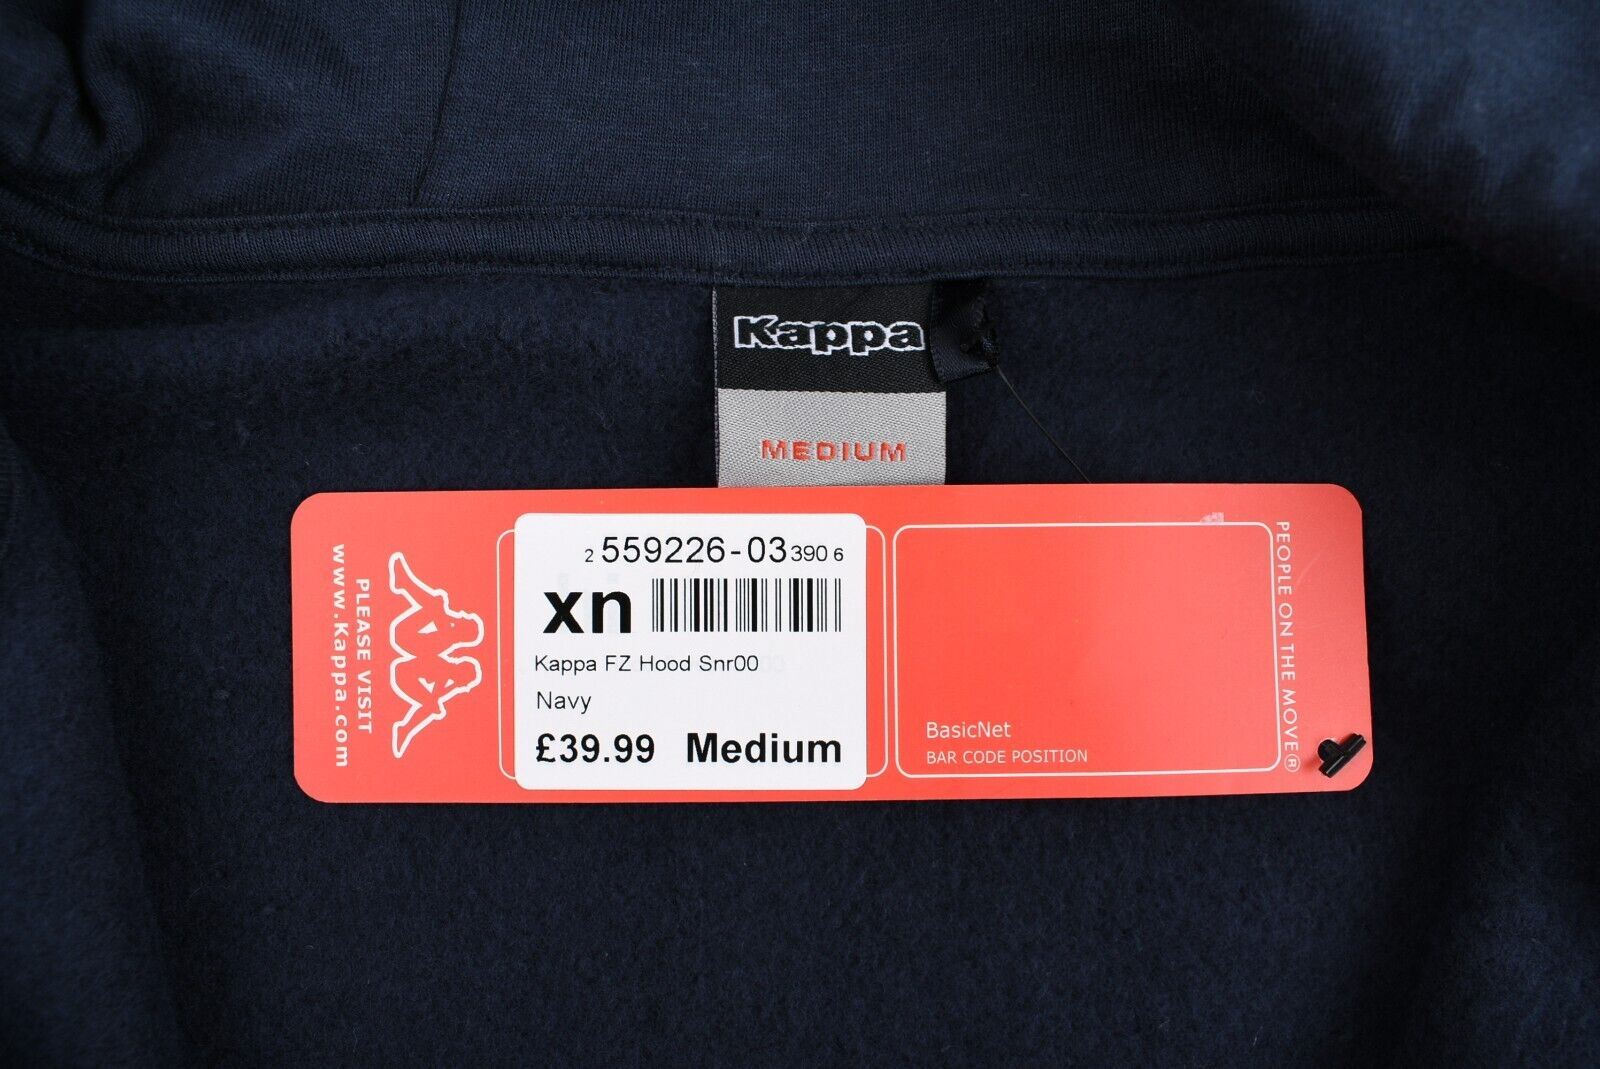 Kappa
MEDIUM
PLEASE VISIT
www.Kappa.com
2 559226-03 390 6
xn
Kappa FZ Hood Snr00
Navy
£39.99 Medium
BasicNet
BAR CODE POSITION
PEOPLE ON THE MOVE®